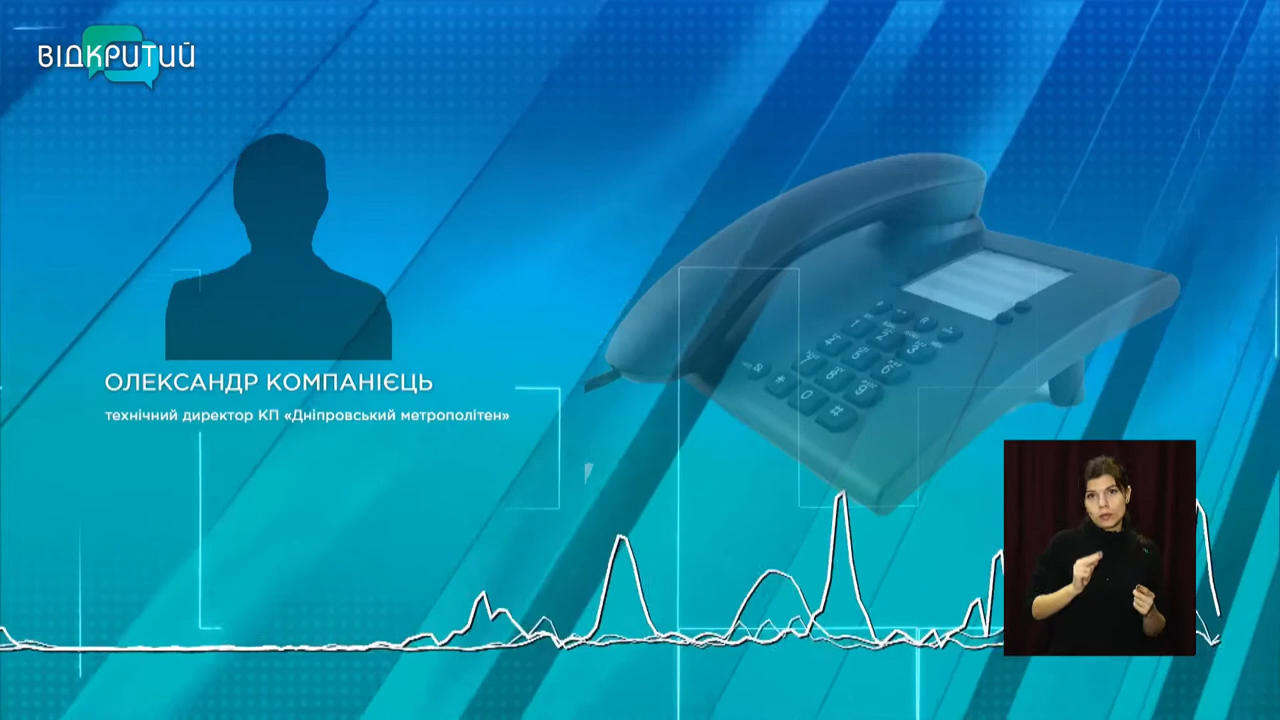 ВІДКРИТИЙ
ОЛЕКСАНДР КОМПАНІЄЦЬ
технічний директор КП «Дніпровський метрополітен»